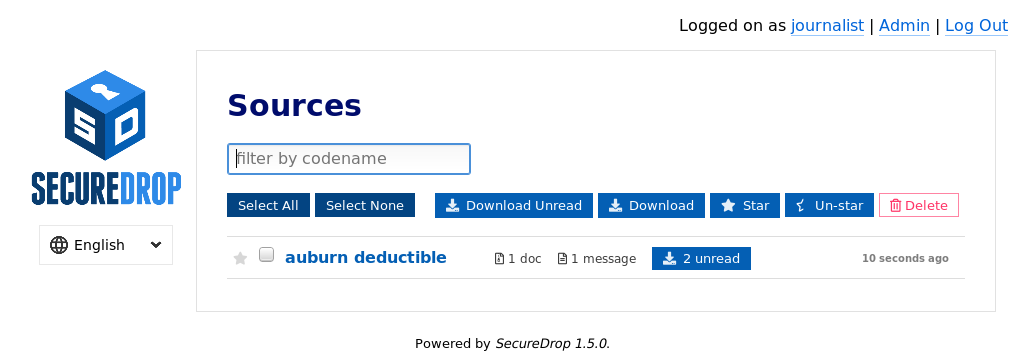 Logged on as journalist | Admin | Log Out
SD
SECUREDROP
English
Sources
filter by codename
Select All Select None Download Unread Download Star Un-star Delete
auburn deductible 1 doc 1 message 2 unread 10 seconds ago
Powered by SecureDrop 1.5.0.